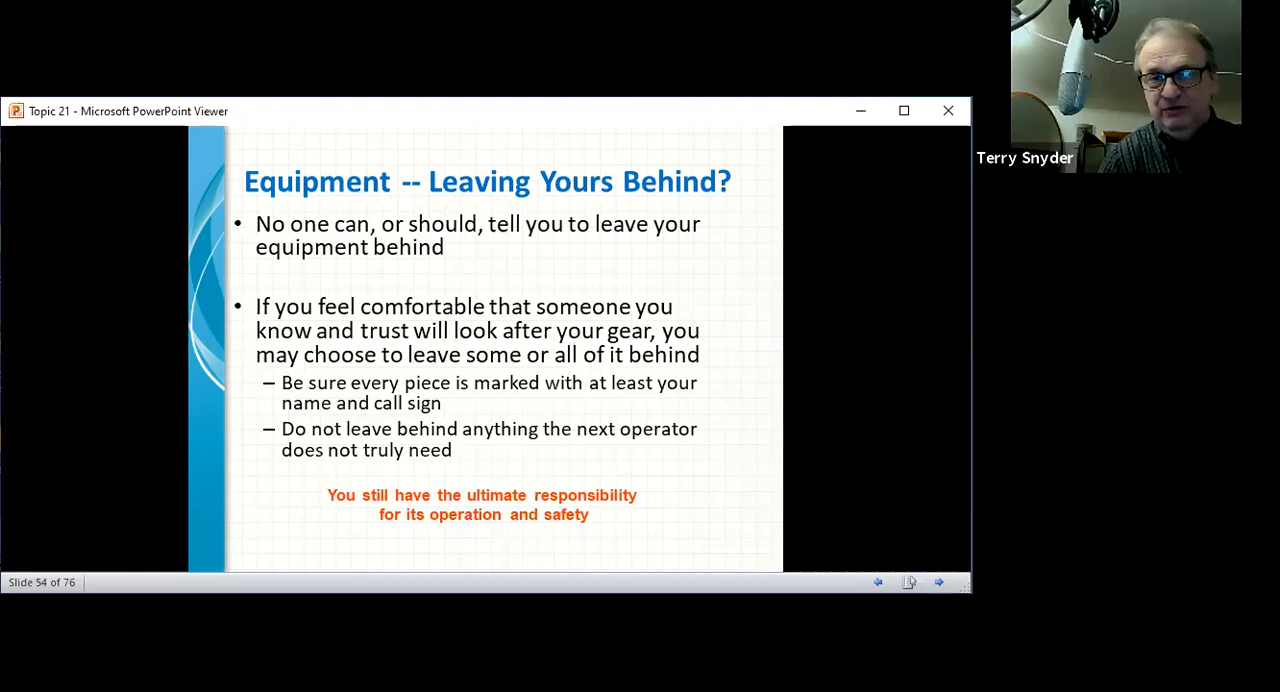 Topic 21 - Microsoft PowerPoint Viewer
Terry Snyder
Equipment -- Leaving Yours Behind?
• No one can, or should, tell you to leave your
equipment behind
• If you feel comfortable that someone you
know and trust will look after your gear, you
may choose to leave some or all of it behind
– Be sure every piece is marked with at least your
name and call sign
– Do not leave behind anything the next operator
does not truly need
You still have the ultimate responsibility
for its operation and safety
Slide 54 of 76